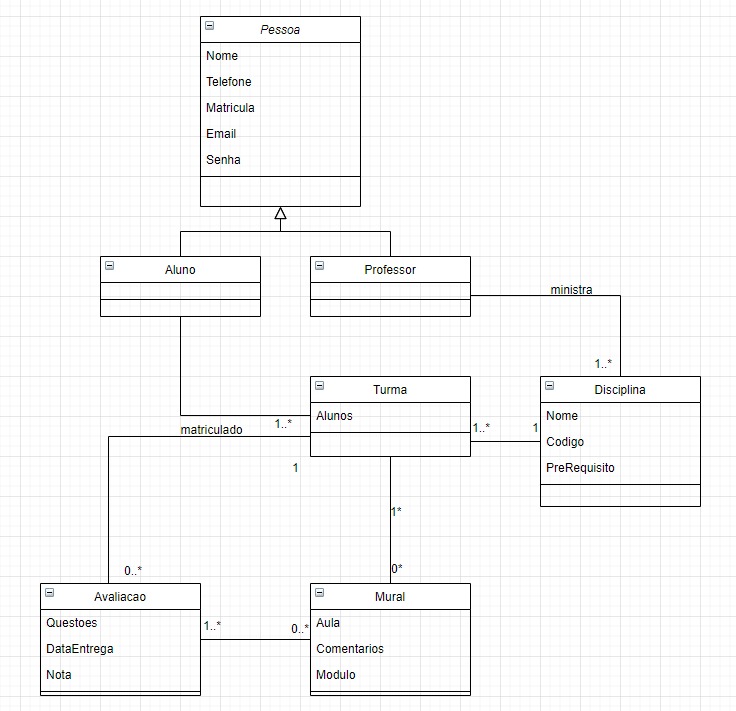 Pessoa
Nome
Telefone
Matricula
Email
Senha
Aluno
Professor
ministra
1..*
Turma
Alunos
Disciplina
Nome
Codigo
PreRequisito
1..*
matriculado
1..*
1
1
1*
0*
0..*
Avaliacao
Questoes
DataEntrega
Nota
1..*
0..*
Mural
Aula
Comentarios
Modulo